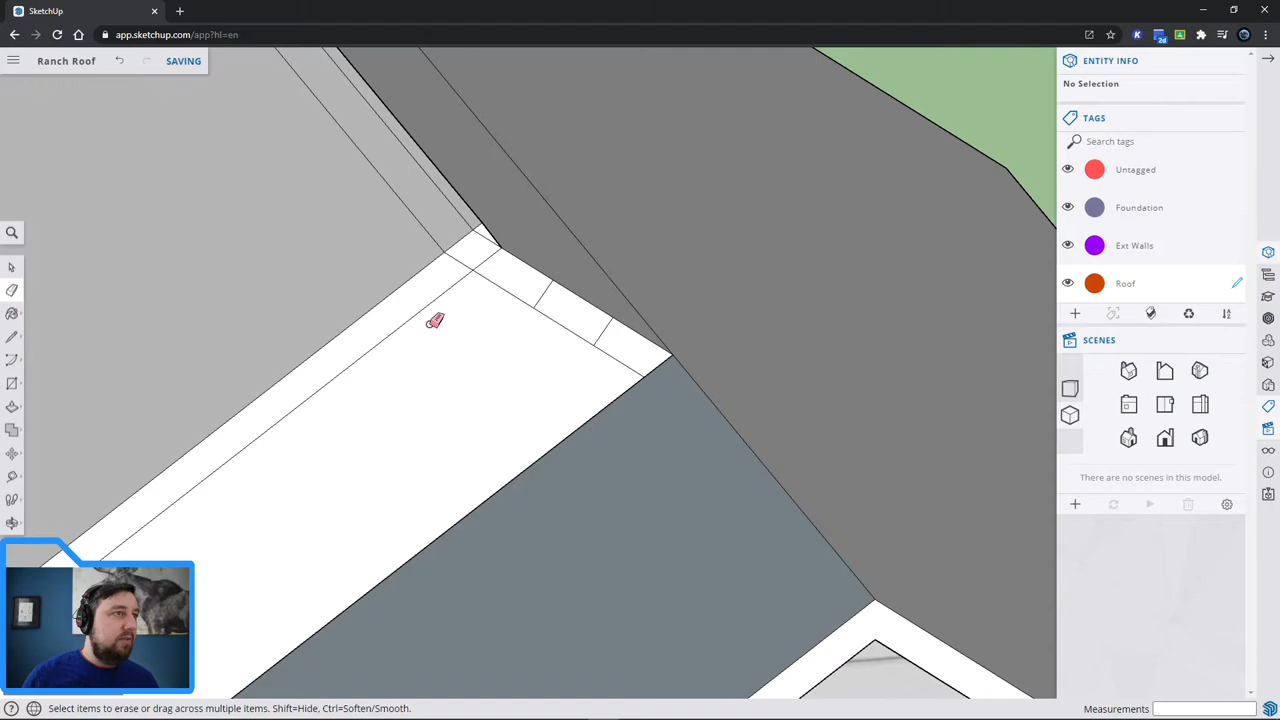 SketchUp
app.sketchup.com/app?hl=en
Ranch Roof
SAVING
ENTITY INFO
No Selection
TAGS
Search tags
Untagged
Foundation
Ext Walls
Roof
SCENES
There are no scenes in this model.
Select items to erase or drag across multiple items. Shift=Hide, Ctrl=Soften/Smooth.
Measurements